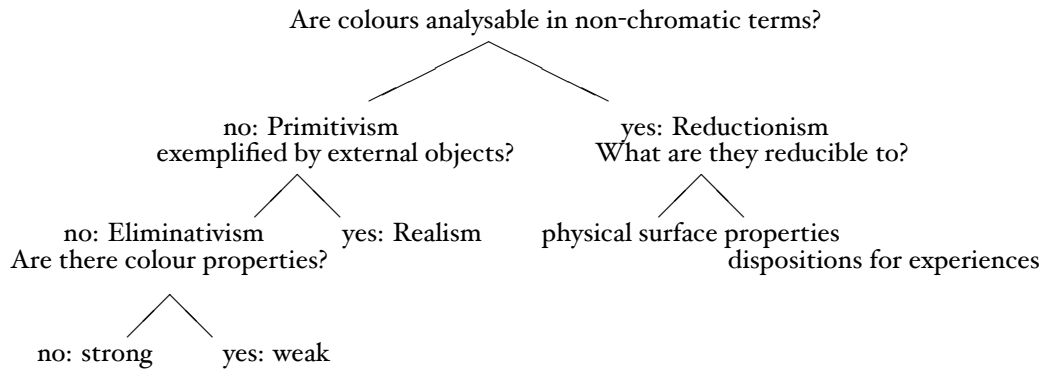 Are colours analysable in non-chromatic terms?
no: Primitivism
exemplified by external objects?
yes: Reductionism
What are they reducible to?
no: Eliminativism
Are there colour properties?
yes: Realism
physical surface properties
dispositions for experiences
no: strong
yes: weak